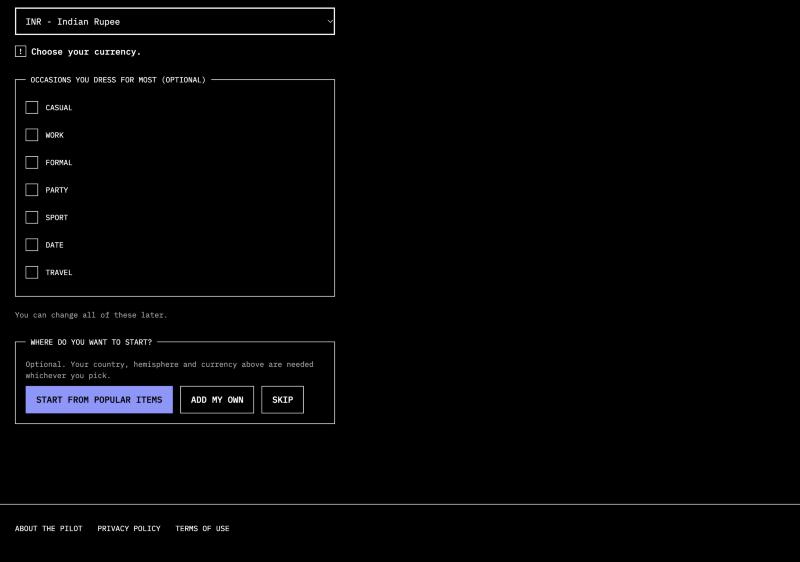 INR - Indian Rupee
! Choose your currency.
OCCASIONS YOU DRESS FOR MOST (OPTIONAL)
CASUAL
WORK
FORMAL
PARTY
SPORT
DATE
TRAVEL
You can change all of these later.
WHERE DO YOU WANT TO START?
Optional. Your country, hemisphere and currency above are needed
whichever you pick.
START FROM POPULAR ITEMS ADD MY OWN SKIP
ABOUT THE PILOT PRIVACY POLICY TERMS OF USE